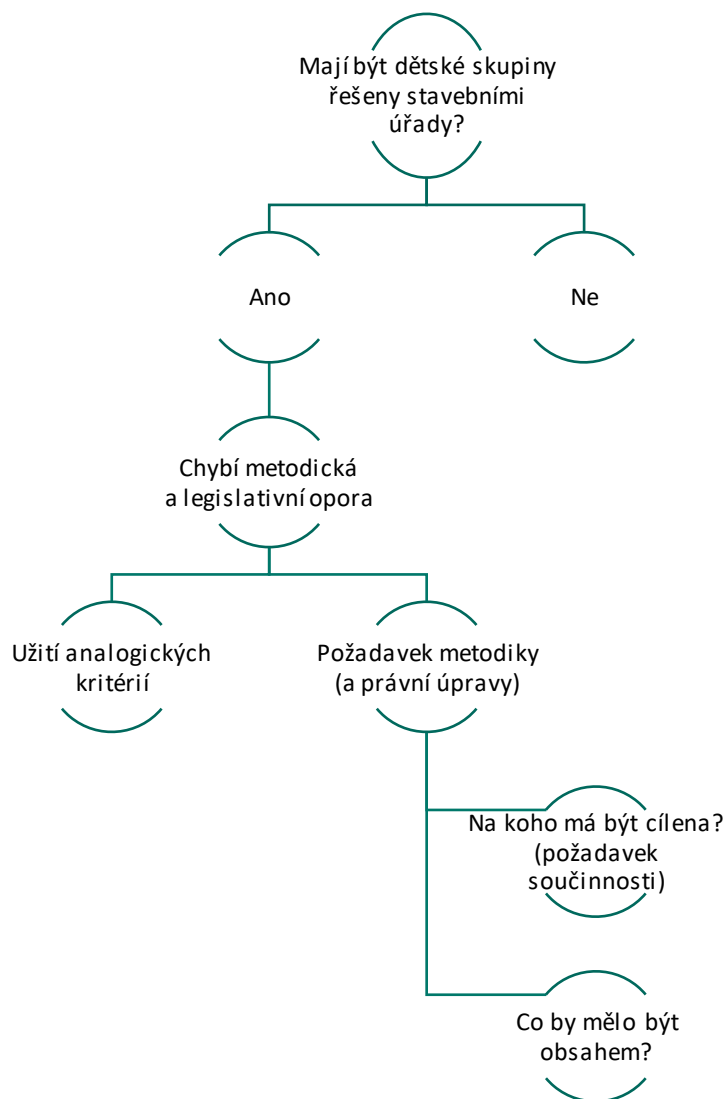 Mají být dětské skupiny
řešeny stavebními
úřady?
Ano
Ne
Chybí metodická
a legislativní opora
Užití analogických
kritérií
Požadavek metodiky
(a právní úpravy)
Na koho má být cílena?
(požadavek
součinnosti)
Co by mělo být
obsahem?